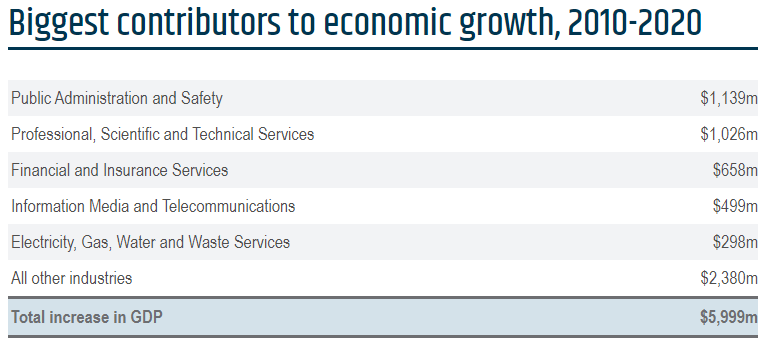 Biggest contributors to economic growth, 2010-2020
Public Administration and Safety $1,139m
Professional, Scientific and Technical Services $1,026m
Financial and Insurance Services $658m
Information Media and Telecommunications $499m
Electricity, Gas, Water and Waste Services $298m
All other industries $2,380m
Total increase in GDP $5,999m